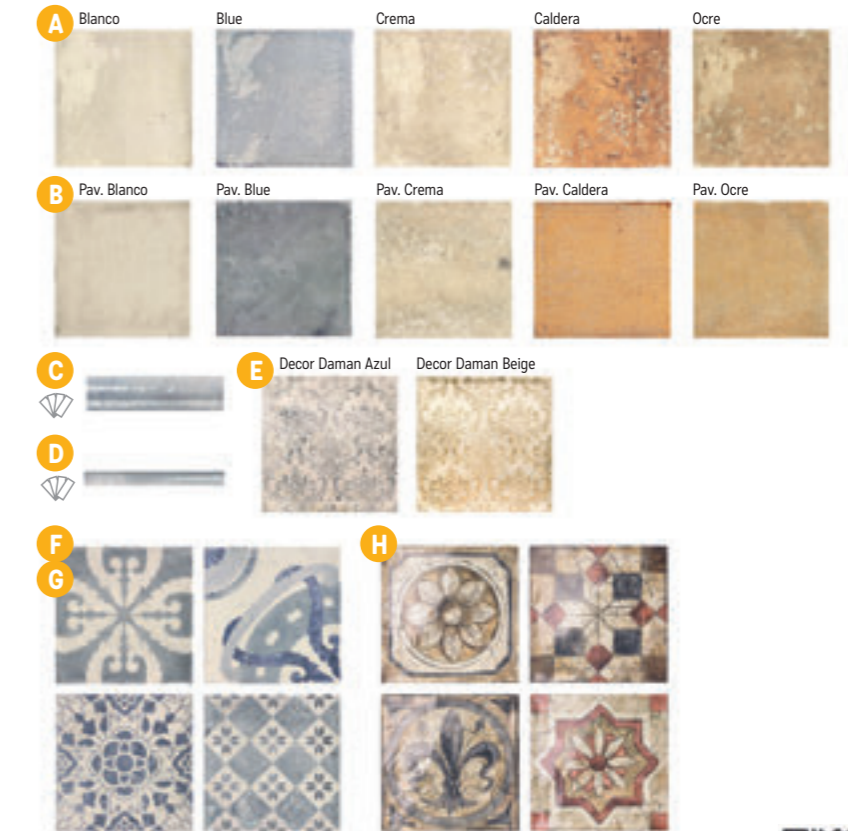 A Blanco Blue Crema Caldera Ocre
B Pav. Blanco Pav. Blue Pav. Crema Pav. Caldera Pav. Ocre
C E Decor Daman Azul Decor Daman Beige
D
F H
G